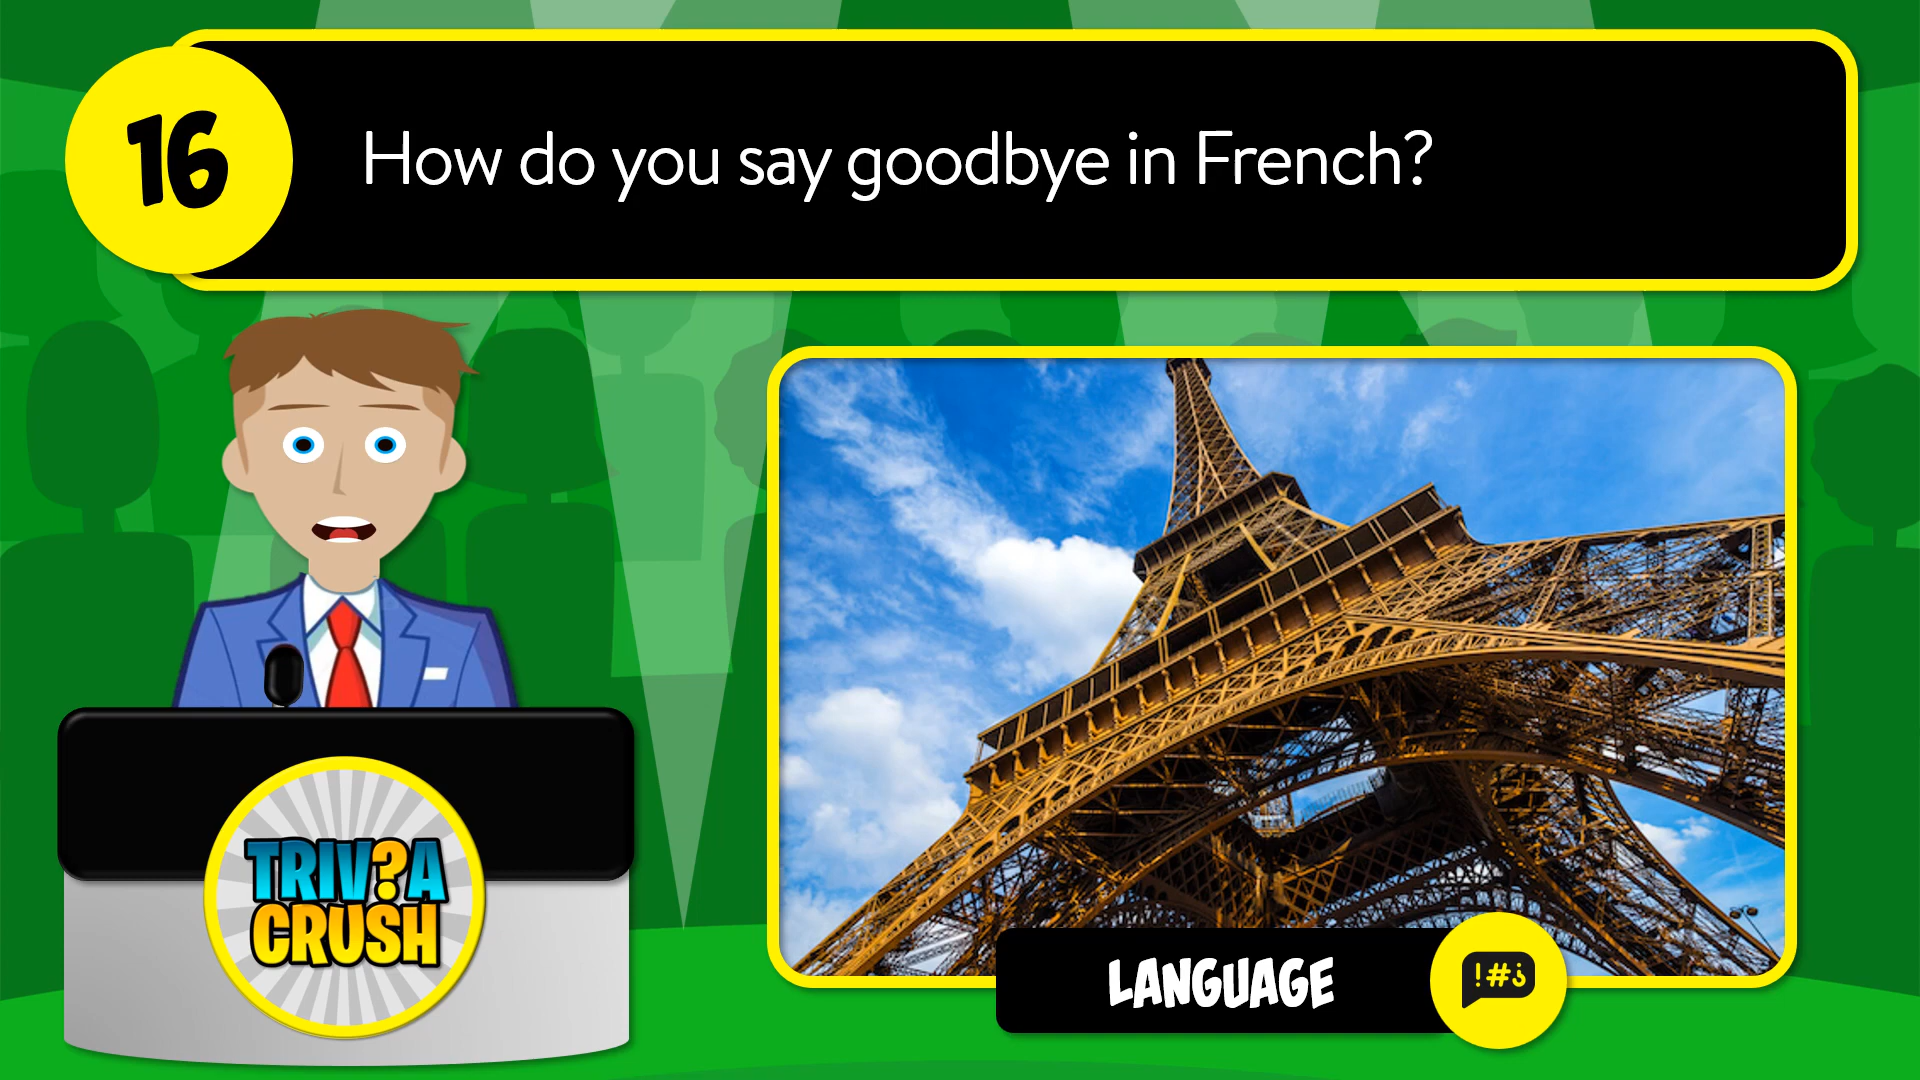 16
How do you say goodbye in French?
TRIV?A
CRUSH
LANGUAGE
!#¿